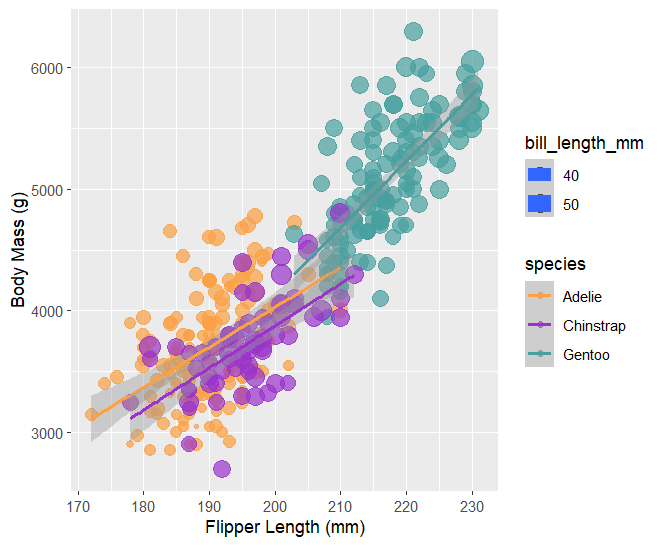 6000
5000
4000
3000
Body Mass (g)
170 180 190 200 210 220 230
Flipper Length (mm)
bill_length_mm
40
50
species
Adelie
Chinstrap
Gentoo